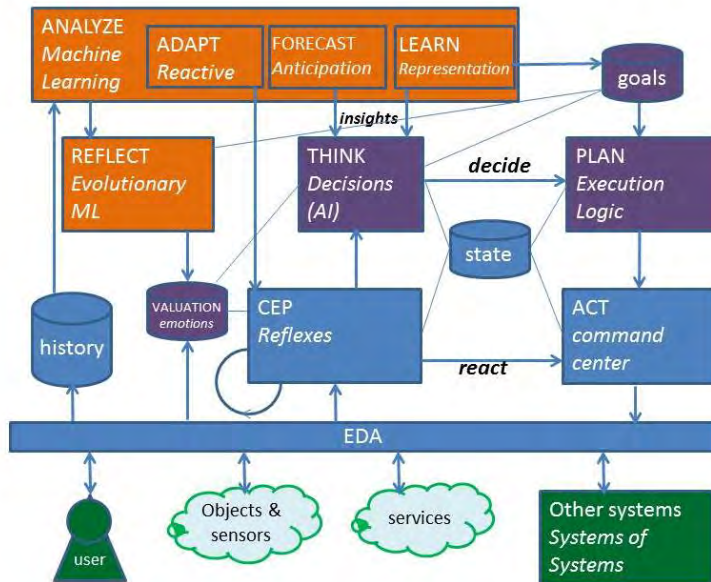 ANALYZE
Machine
Learning
ADAPT
Reactive
FORECAST
Anticipation
LEARN
Representation
goals
insights
REFLECT
Evolutionary
ML
THINK
Decisions
(AI)
decide
PLAN
Execution
Logic
state
VALUATION
emotions
history
CEP
Reflexes
react
ACT
command
center
EDA
user
Objects &
sensors
services
Other systems
Systems of
Systems